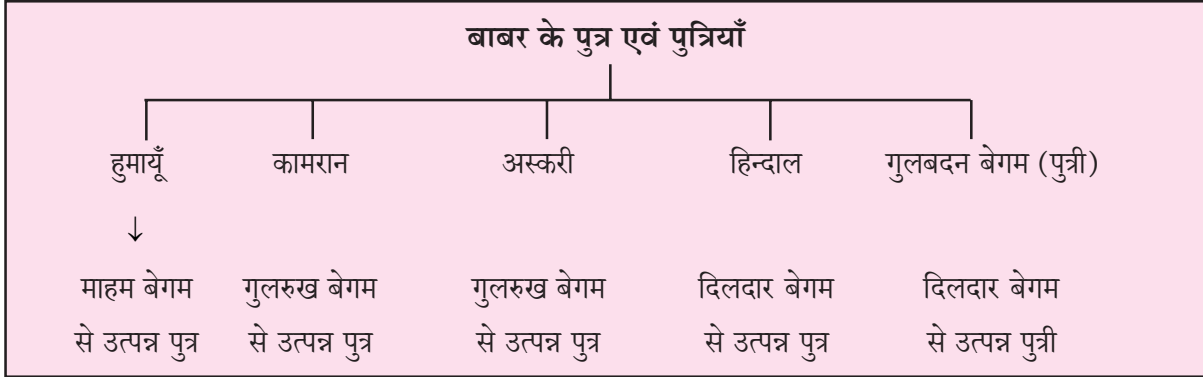 बाबर के पुत्र एवं पुत्रियाँ
हुमायूँ कामरान अस्करी हिन्दाल गुलबदन बेगम (पुत्री)
↓
माहम बेगम गुलरुख बेगम गुलरुख बेगम दिलदार बेगम दिलदार बेगम
से उत्पन्न पुत्र से उत्पन्न पुत्र से उत्पन्न पुत्र से उत्पन्न पुत्र से उत्पन्न पुत्री